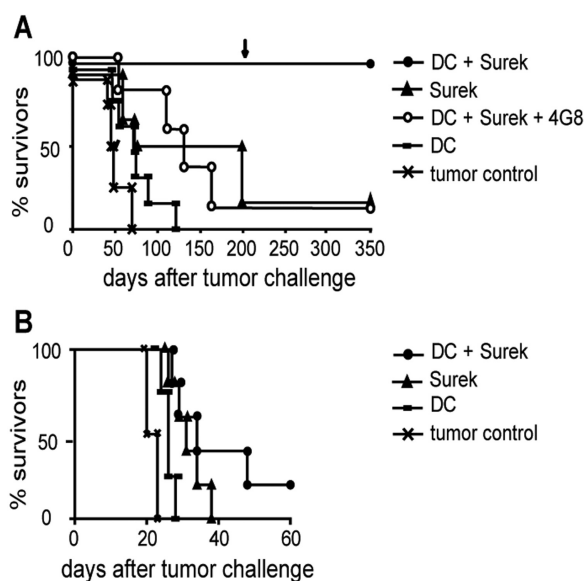 A
100
50
0
% survivors
0 50 100 150 200 250 300 350
days after tumor challenge
DC + Surek
Surek
DC + Surek + 4G8
DC
tumor control
B
100
50
0
% survivors
0 20 40 60
days after tumor challenge
DC + Surek
Surek
DC
tumor control